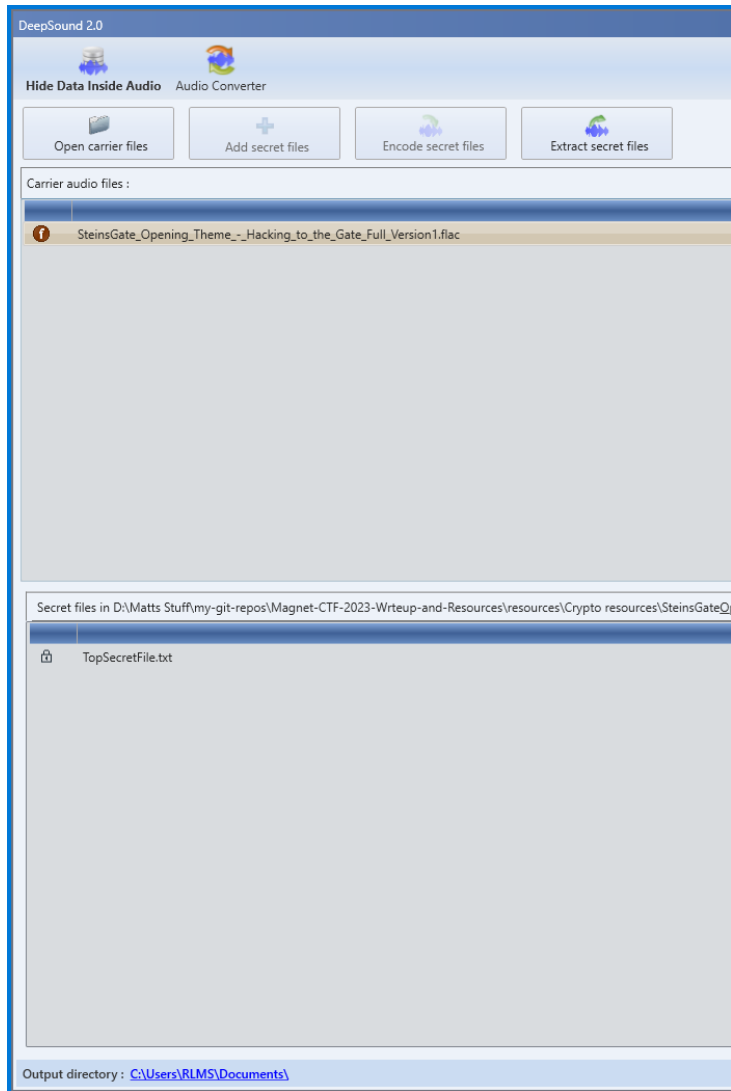 DeepSound 2.0
Hide Data Inside Audio Audio Converter
Open carrier files Add secret files Encode secret files Extract secret files
Carrier audio files :
SteinsGate_Opening_Theme_-_Hacking_to_the_Gate_Full_Version1.flac
Secret files in D:\Matts Stuff\my-git-repos\Magnet-CTF-2023-Wrteup-and-Resources\resources\Crypto resources\SteinsGateOp
TopSecretFile.txt
Output directory : C:\Users\RLMS\Documents\